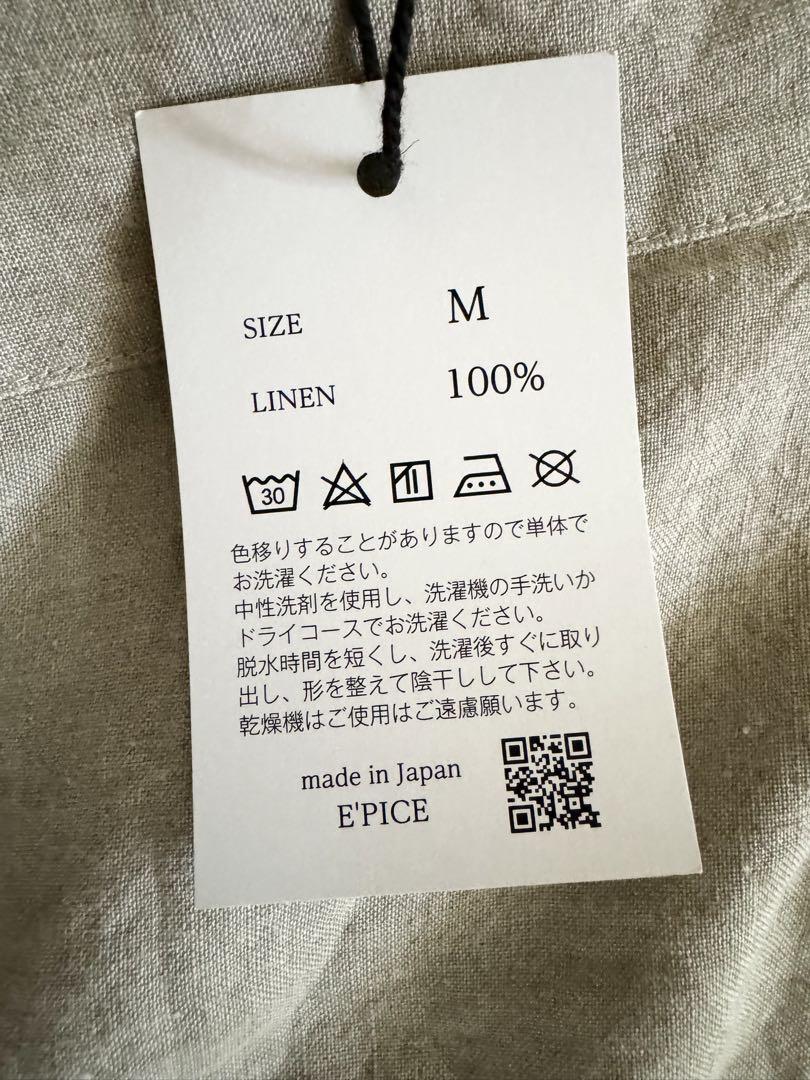 SIZE M
LINEN 100%
30
色移りすることがありますので単体で
お洗濯ください。
中性洗剤を使用し、洗濯機の手洗いか
ドライコースでお洗濯ください。
脱水時間を短くし、洗濯後すぐに取り
出し、形を整えて陰干しして下さい。
乾燥機はご使用はご遠慮願います。
made in Japan
E'PICE